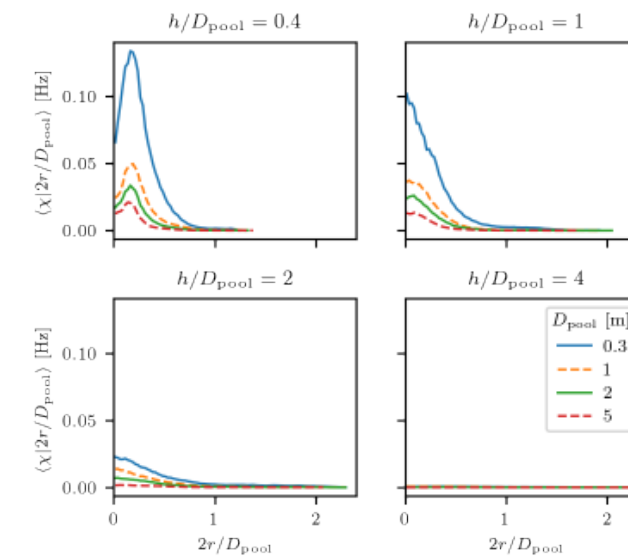 h/D_pool = 0.4
h/D_pool = 1
⟨χ|2r/D_pool⟩ [Hz]
0.10
0.05
0.00
h/D_pool = 2
h/D_pool = 4
⟨χ|2r/D_pool⟩ [Hz]
0.10
0.05
0.00
D_pool [m]
0.3
1
2
5
0
1
2
0
1
2
2r/D_pool
2r/D_pool